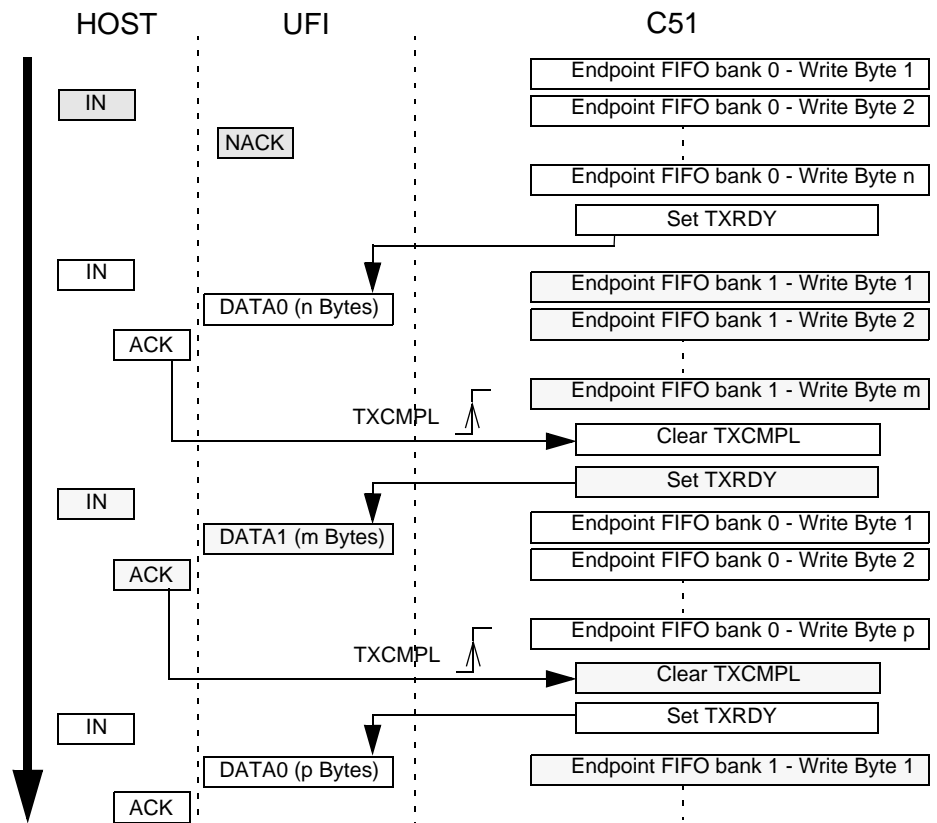 HOST UFI C51
Endpoint FIFO bank 0 - Write Byte 1
IN
Endpoint FIFO bank 0 - Write Byte 2
NACK
Endpoint FIFO bank 0 - Write Byte n
Set TXRDY
IN
Endpoint FIFO bank 1 - Write Byte 1
DATA0 (n Bytes)
Endpoint FIFO bank 1 - Write Byte 2
ACK
Endpoint FIFO bank 1 - Write Byte m
TXCMPL
Clear TXCMPL
Set TXRDY
IN
Endpoint FIFO bank 0 - Write Byte 1
DATA1 (m Bytes)
Endpoint FIFO bank 0 - Write Byte 2
ACK
Endpoint FIFO bank 0 - Write Byte p
TXCMPL
Clear TXCMPL
Set TXRDY
IN
DATA0 (p Bytes)
Endpoint FIFO bank 1 - Write Byte 1
ACK